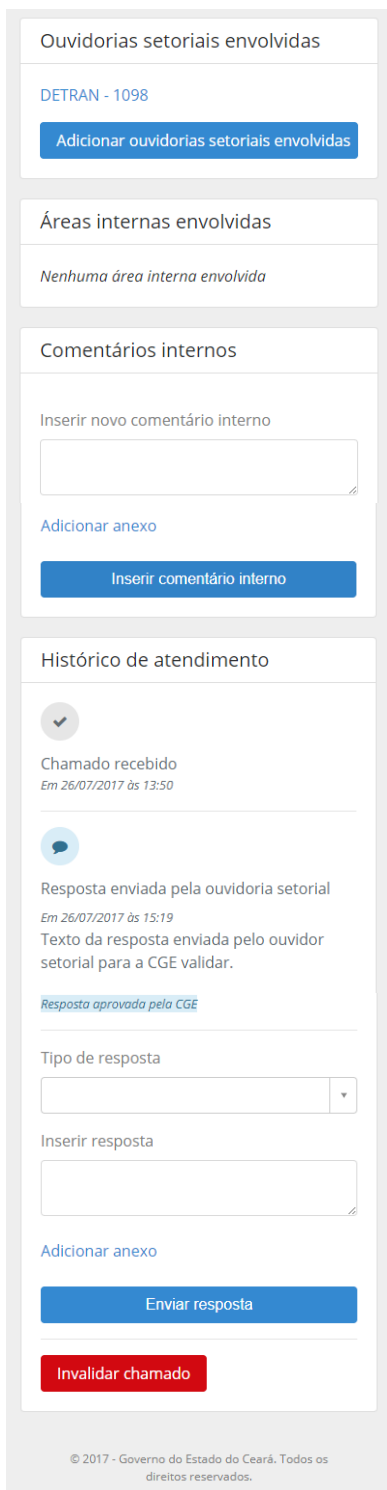 Ouvidorias setoriais envolvidas
DETRAN - 1098
Adicionar ouvidorias setoriais envolvidas
Áreas internas envolvidas
Nenhuma área interna envolvida
Comentários internos
Inserir novo comentário interno
Adicionar anexo
Inserir comentário interno
Histórico de atendimento
Chamado recebido
Em 26/07/2017 às 13:50
Resposta enviada pela ouvidoria setorial
Em 26/07/2017 às 15:19
Texto da resposta enviada pelo ouvidor
setorial para a CGE validar.
Resposta aprovada pela CGE
Tipo de resposta
Inserir resposta
Adicionar anexo
Enviar resposta
Invalidar chamado
© 2017 - Governo do Estado do Ceará. Todos os
direitos reservados.